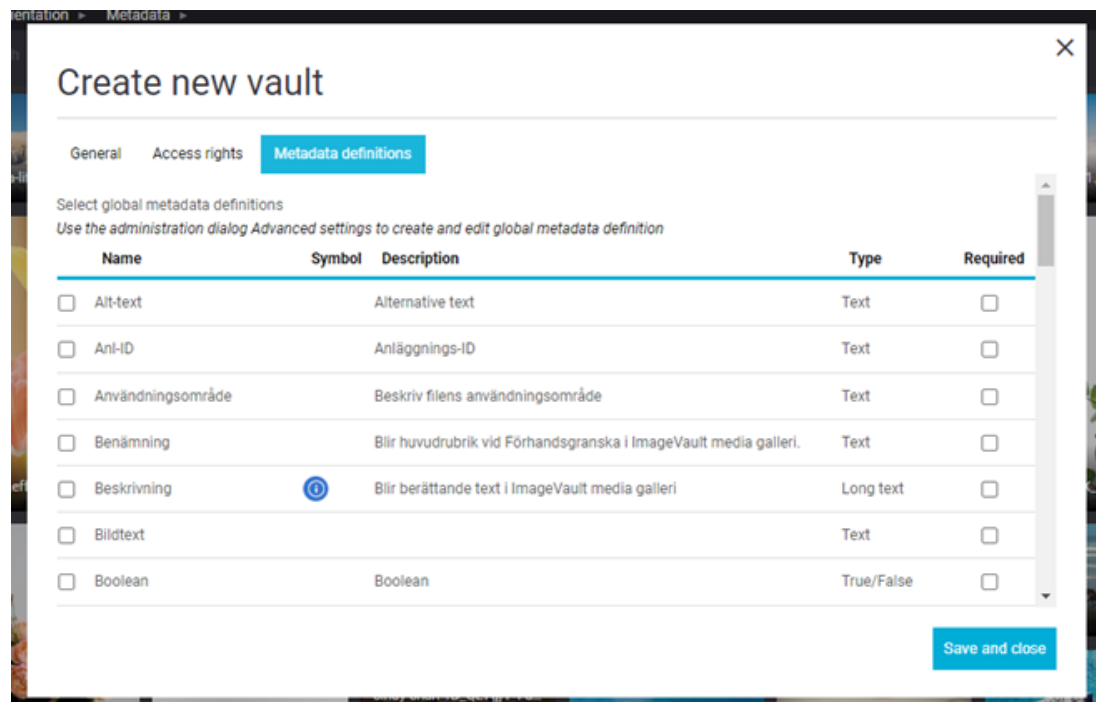 Metadata
Create new vault
General Access rights Metadata definitions
Select global metadata definitions
Use the administration dialog Advanced settings to create and edit global metadata definition
Name Symbol Description Type Required
Alt-text Alternative text Text
Anl-ID Anläggnings-ID Text
Användningsområde Beskriv filens användningsområde Text
Benämning Blir huvudrubrik vid Förhandsgranska i ImageVault media galleri. Text
Beskrivning Blir berättande text i ImageVault media galleri Long text
Bildtext Text
Boolean Boolean True/False
Save and close